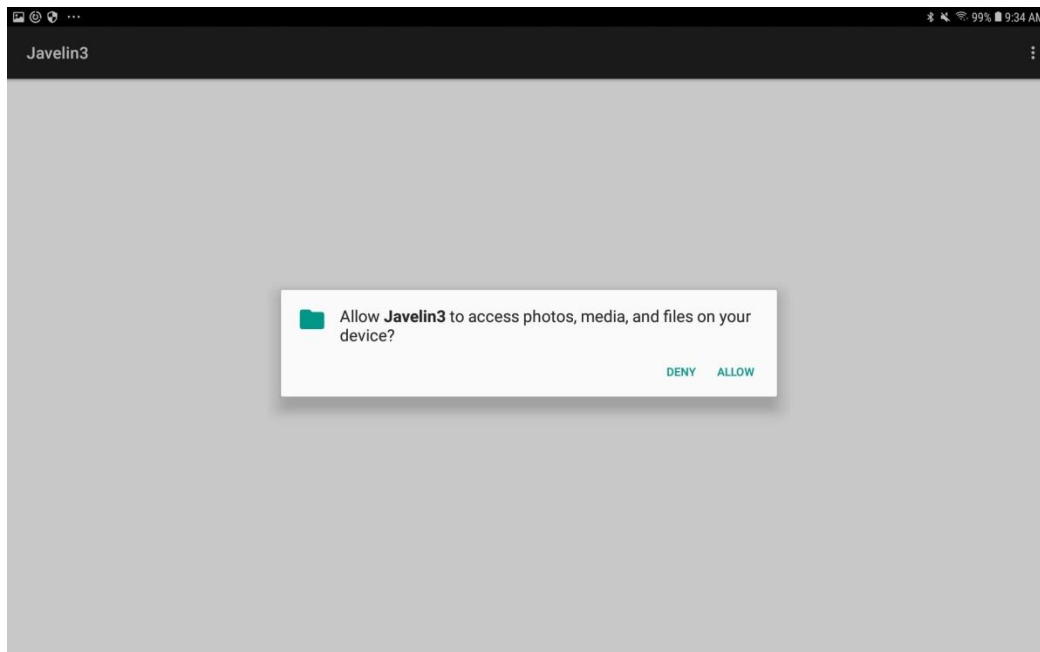 99% 9:34 AM
Javelin3
Allow Javelin3 to access photos, media, and files on your
device?
DENY ALLOW